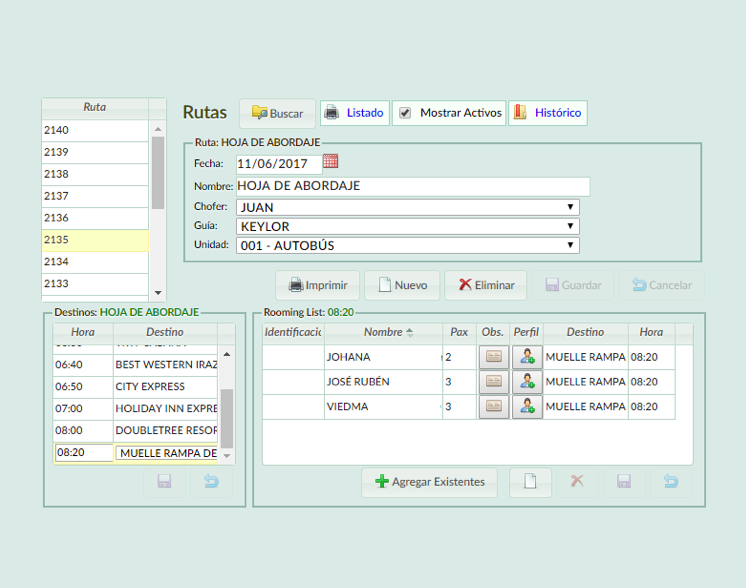 Ruta
2140
2139
2138
2137
2136
2135
2134
2133
Rutas Buscar Listado Mostrar Activos Histórico
Ruta: HOJA DE ABORDAJE
Fecha: 11/06/2017
Nombre: HOJA DE ABORDAJE
Chofer: JUAN
Guía: KEYLOR
Unidad: 001 - AUTOBÚS
Imprimir Nuevo Eliminar Guardar Cancelar
Destinos: HOJA DE ABORDAJE
Hora Destino
06:40 BEST WESTERN IRAZ
06:50 CITY EXPRESS
07:00 HOLIDAY INN EXPRE
08:00 DOUBLETREE RESOR
08:20 MUELLE RAMPA DE
Rooming List: 08:20
Identificació Nombre Pax Obs. Perfil Destino Hora
JOHANA 2 MUELLE RAMPA 08:20
JOSÉ RUBÉN 3 MUELLE RAMPA 08:20
VIEDMA 3 MUELLE RAMPA 08:20
Agregar Existentes